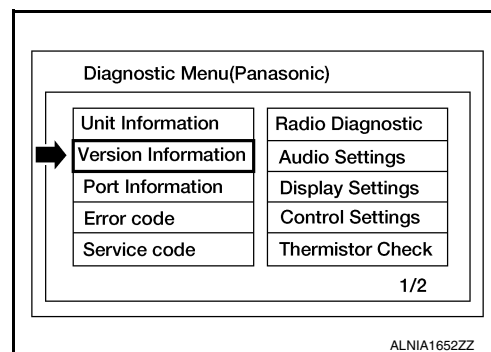 Diagnostic Menu(Panasonic)
Unit Information
Version Information
Port Information
Error code
Service code
Radio Diagnostic
Audio Settings
Display Settings
Control Settings
Thermistor Check
1/2
ALNIA1652ZZ